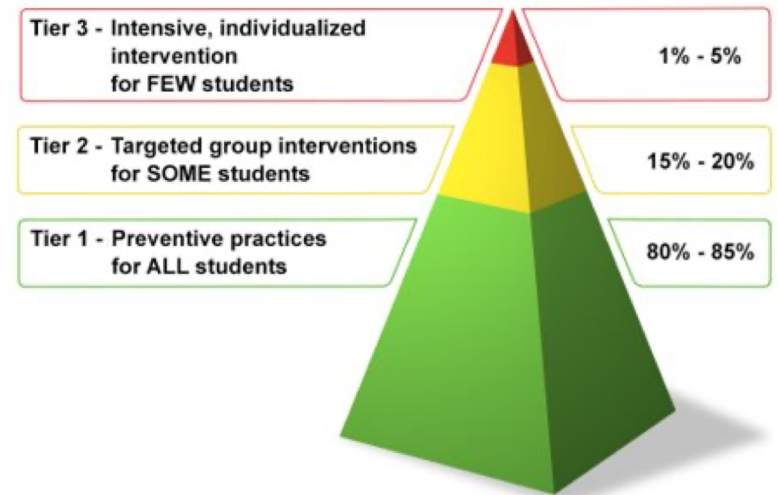 Tier 3 - Intensive, individualized
intervention
for FEW students
1% - 5%
Tier 2 - Targeted group interventions
for SOME students
15% - 20%
Tier 1 - Preventive practices
for ALL students
80% - 85%